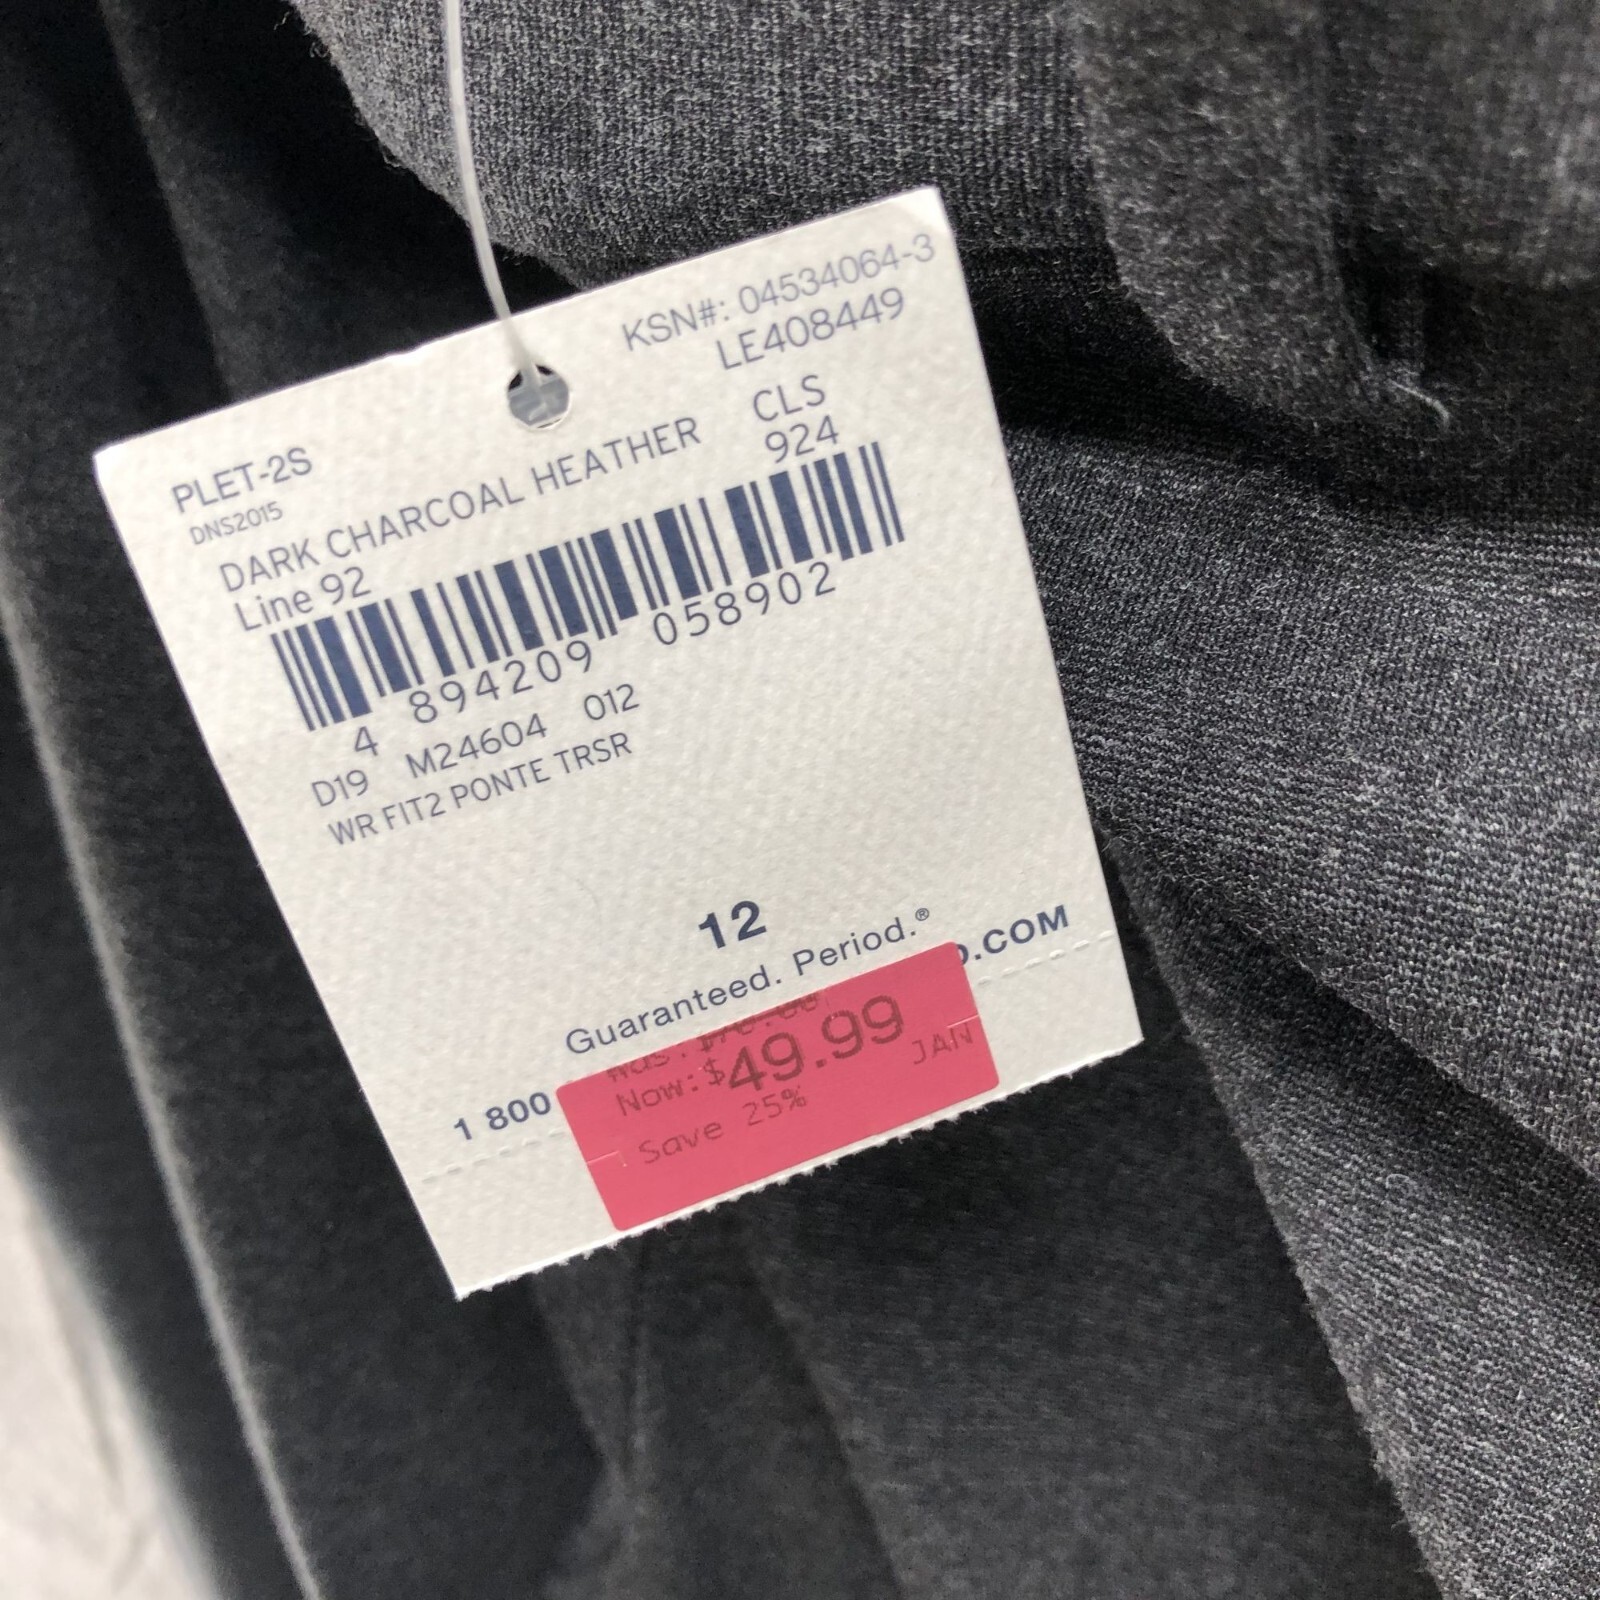 KSN#: 04534064-3
LE408449
PLET-2S
DNS2015
CLS
924
DARK CHARCOAL HEATHER
Line 92
4 894209 058902
D19 M24604 012
WR FIT2 PONTE TRSR
12
Guaranteed. Period.®
1 800 D.COM
Was:
Now:$49.99 JAN
Save 25%